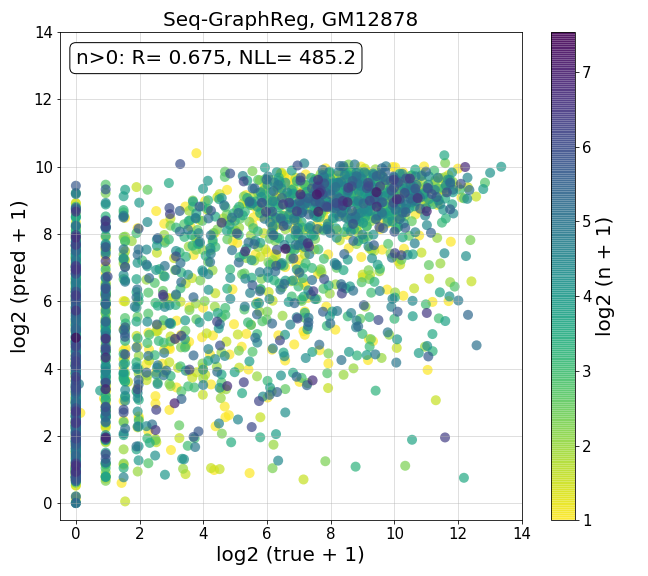 Seq-GraphReg, GM12878
n>0: R= 0.675, NLL= 485.2
14
12
10
8
6
4
2
0
log2 (pred + 1)
0 2 4 6 8 10 12 14
log2 (true + 1)
7
6
5
4
3
2
1
log2 (n + 1)